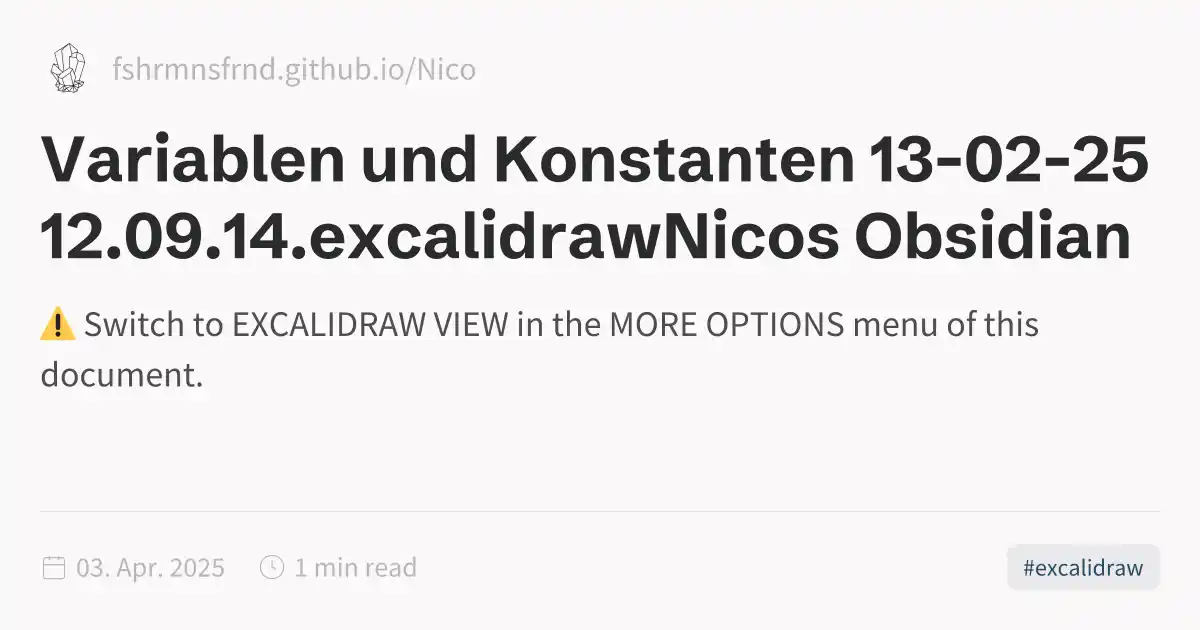 fshrmnsfrnd.github.io/Nico
Variablen und Konstanten 13-02-25
12.09.14.excalidrawNicos Obsidian
⚠️ Switch to EXCALIDRAW VIEW in the MORE OPTIONS menu of this
document.
03. Apr. 2025 1 min read #excalidraw